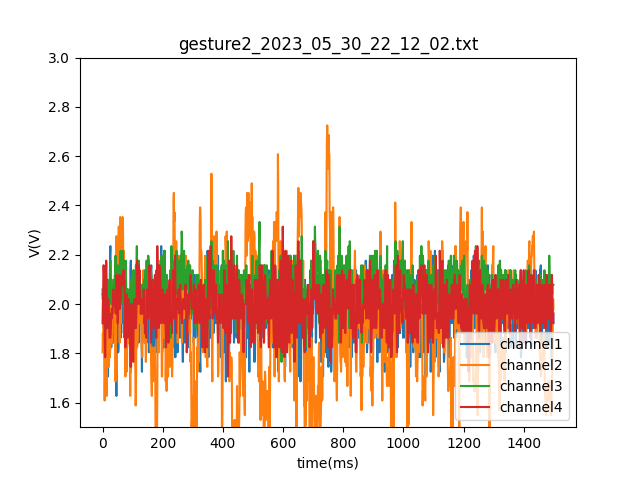 gesture2_2023_05_30_22_12_02.txt
V(V)
3.0
2.8
2.6
2.4
2.2
2.0
1.8
1.6
channel1
channel2
channel3
channel4
0 200 400 600 800 1000 1200 1400
time(ms)